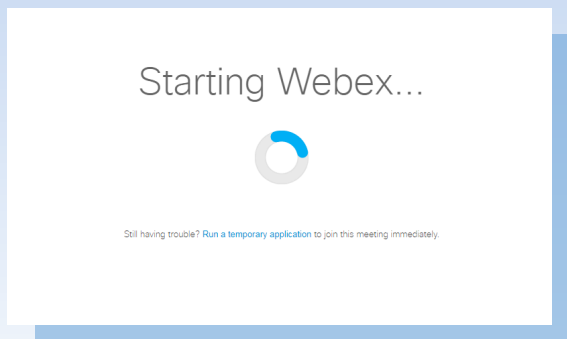 Starting Webex...
Still having trouble? Run a temporary application to join this meeting immediately.